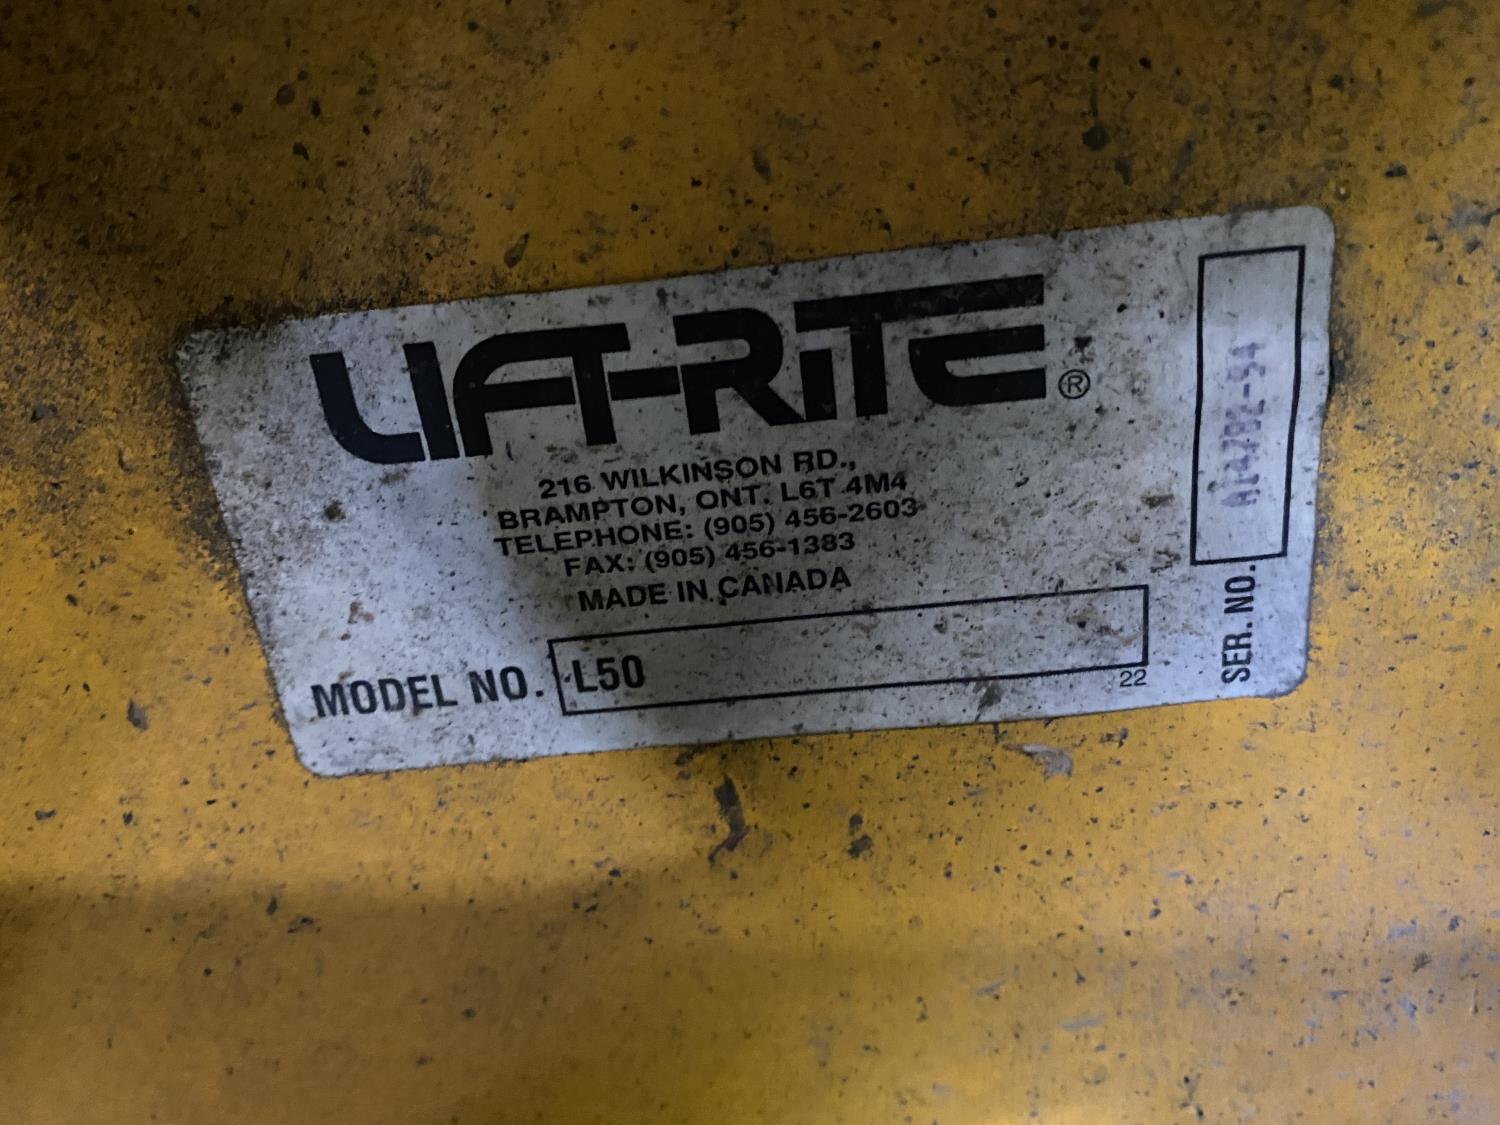 LIFT-RITE®
216 WILKINSON RD.,
BRAMPTON, ONT. L6T 4M4
TELEPHONE: (905) 456-2603
FAX: (905) 456-1383
MADE IN CANADA
MODEL NO. L50
22
SER. NO.